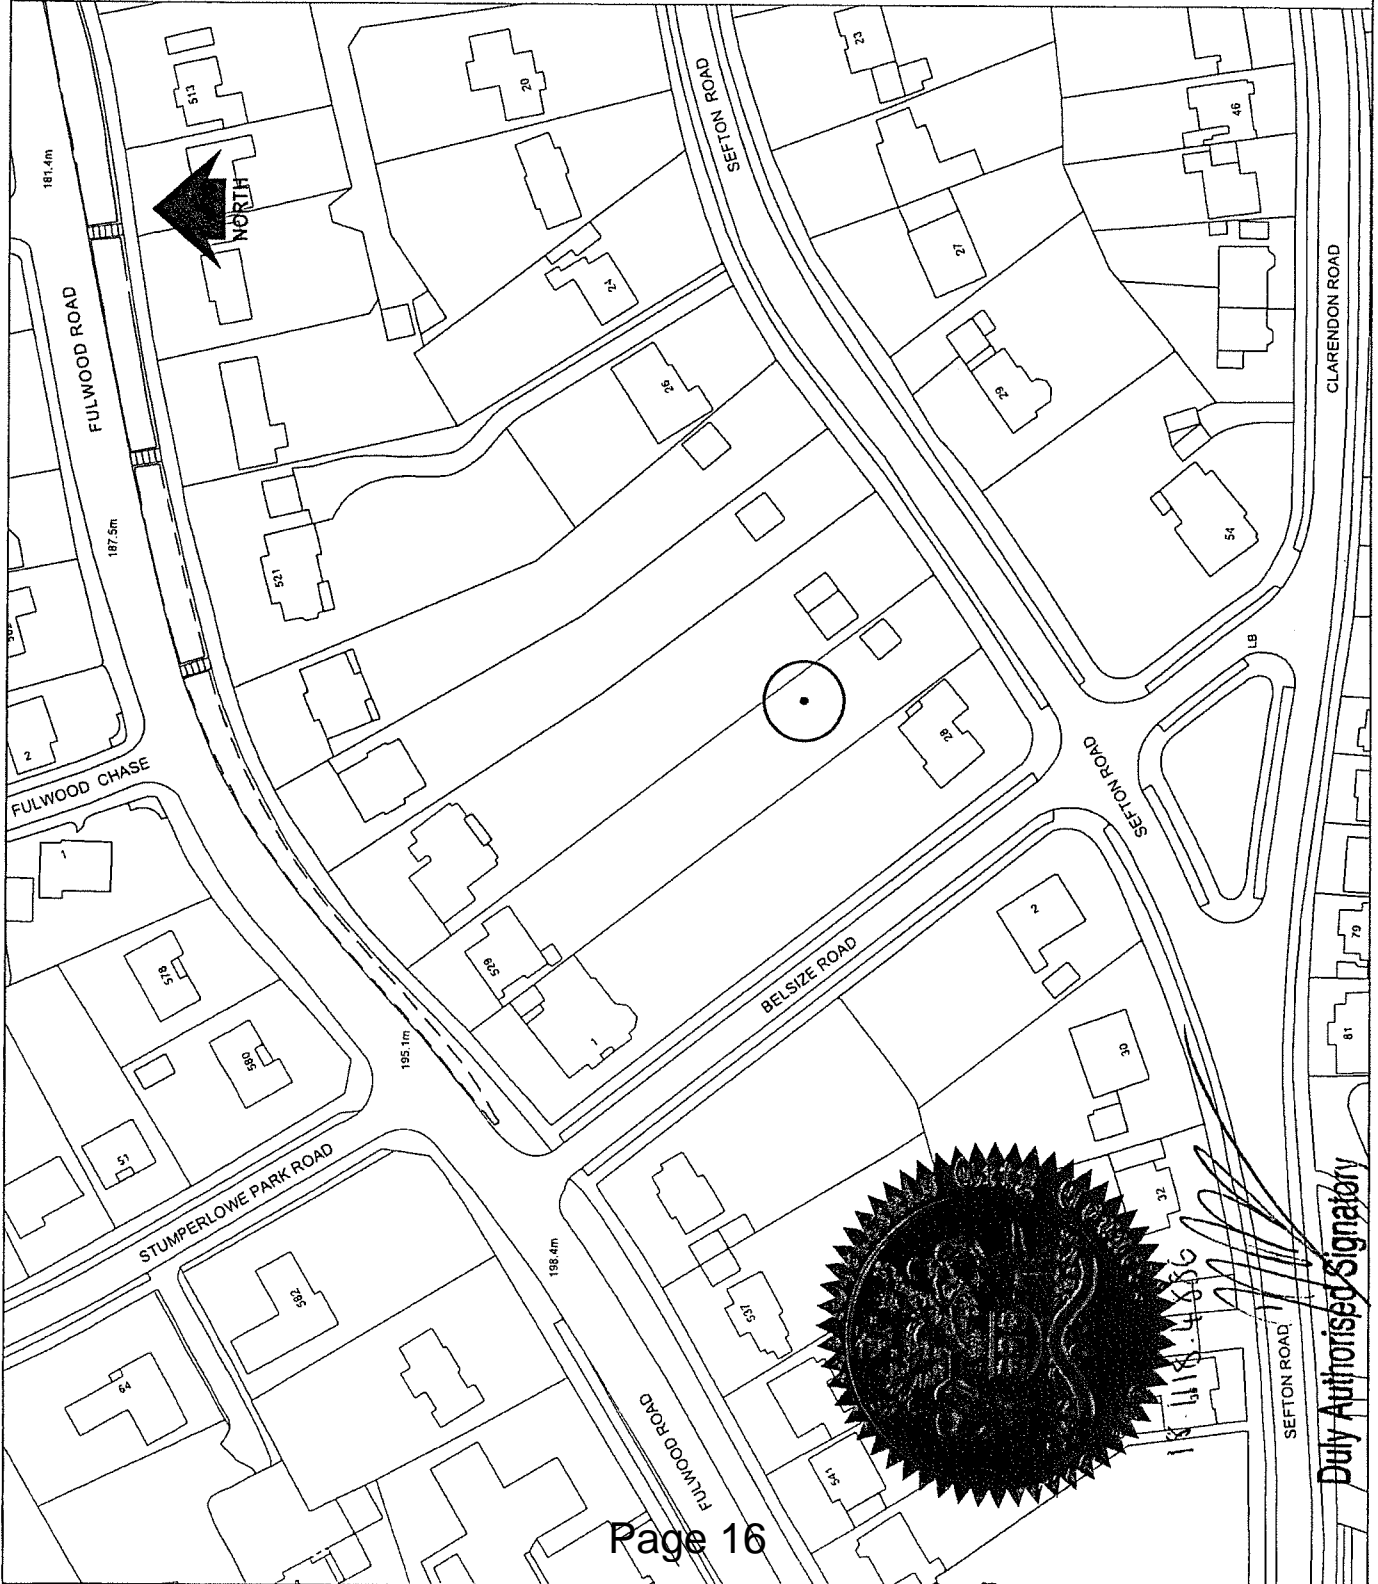 181.4m
513
20
SEFTON ROAD
23
46
NORTH
24
27
FULWOOD ROAD
CLARENDON ROAD
26
29
187.5m
521
54
2
LB
FULWOOD CHASE
28
SEFTON ROAD
1
578
529
BELSIZE ROAD
2
79
580
195.1m
1
30
81
51
STUMPERLOWE PARK ROAD
32
582
198.4m
537
64
FULWOOD ROAD
541
SEFTON ROAD
Duly Authorised Signatory
Page 16